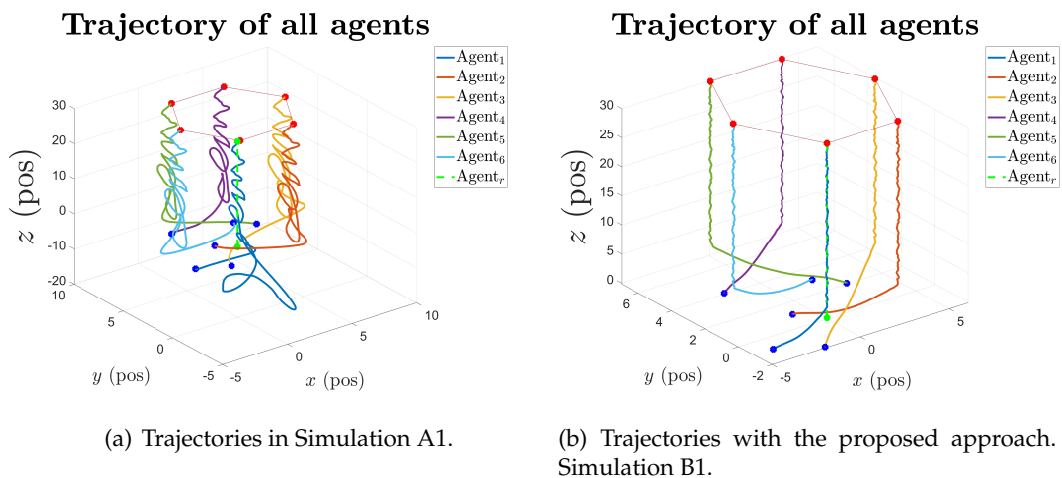 Trajectory of all agents
Agent1
Agent2
Agent3
Agent4
Agent5
Agent6
Agentr
30
20
10
0
-10
-20
z (pos)
10
5
0
-5
y (pos)
-5
0
5
10
x (pos)
(a) Trajectories in Simulation A1.
Trajectory of all agents
Agent1
Agent2
Agent3
Agent4
Agent5
Agent6
Agentr
30
25
20
15
10
5
0
z (pos)
6
4
2
0
-2
y (pos)
-5
0
5
x (pos)
(b) Trajectories with the proposed approach.
Simulation B1.